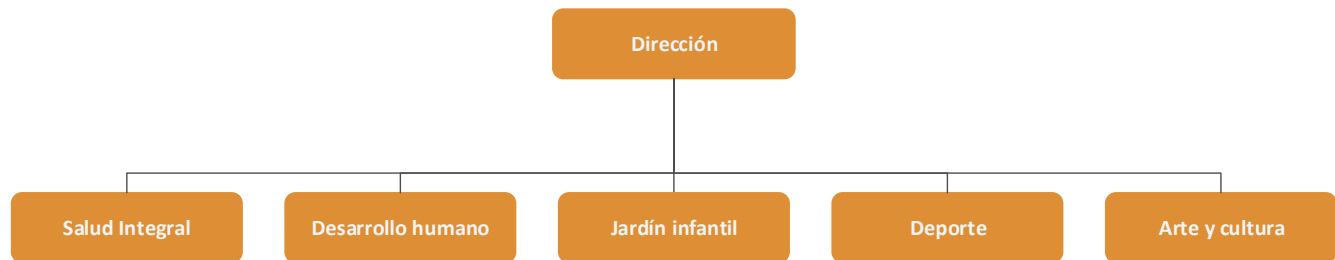 Dirección
Salud Integral
Desarrollo humano
Jardín infantil
Deporte
Arte y cultura